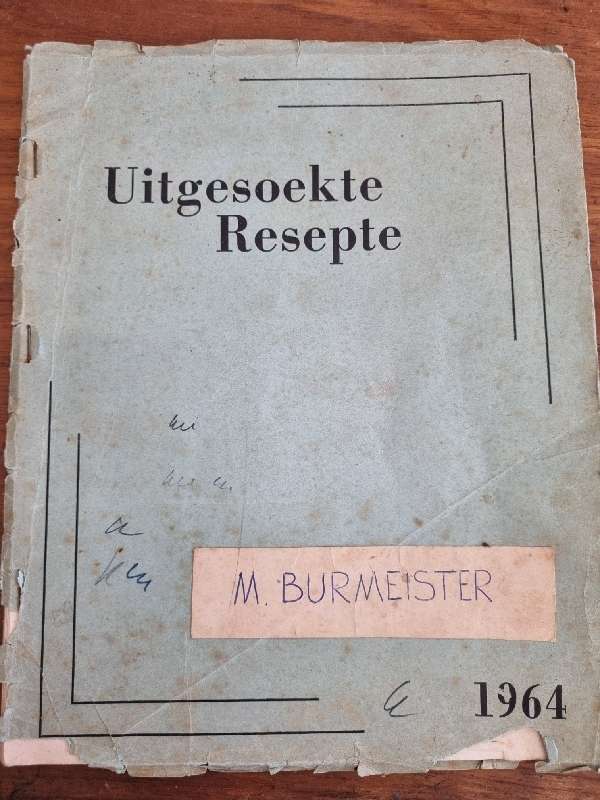 Uitgesoekte
Resepte
M. BURMEISTER
1964